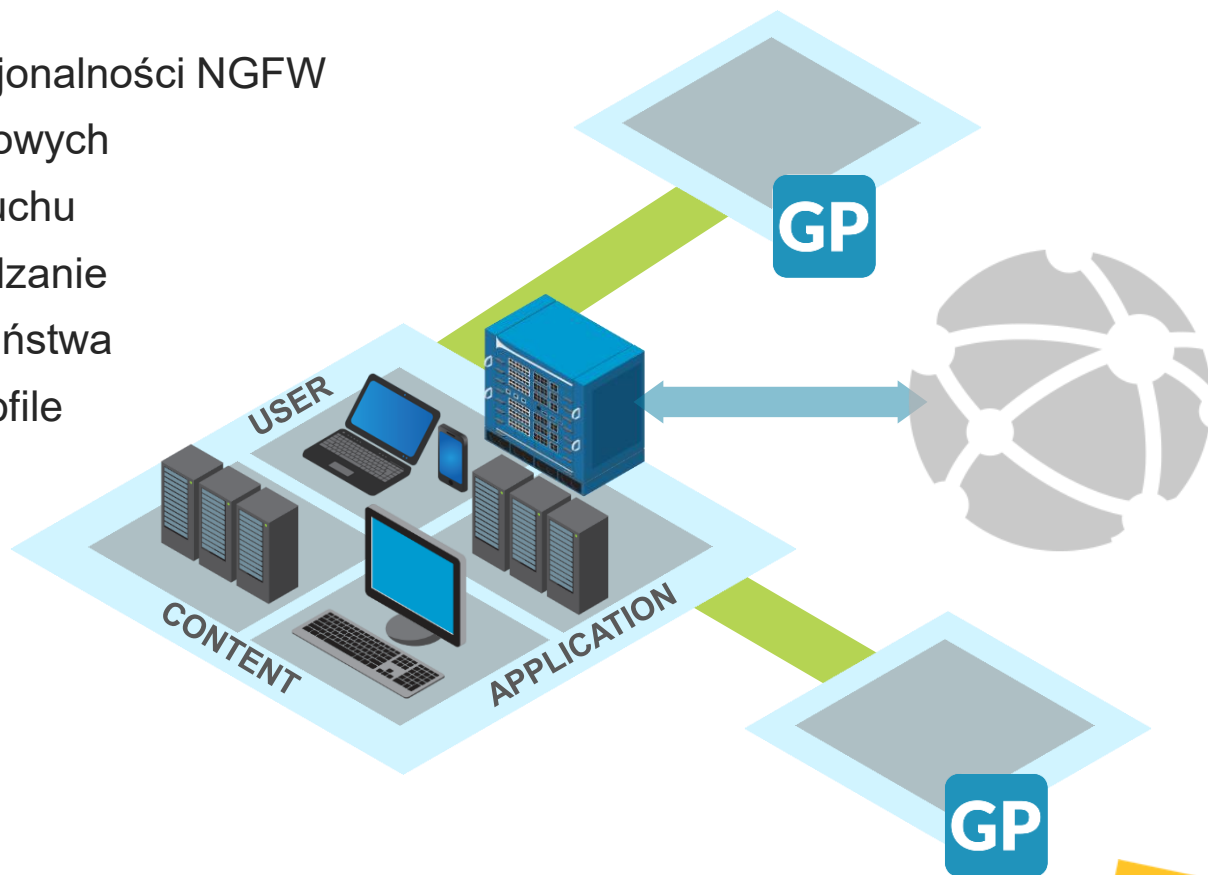 jonalności NGFW
owych
uchu
dzanie
ństwa
ofile
GP
USER
CONTENT
APPLICATION
GP